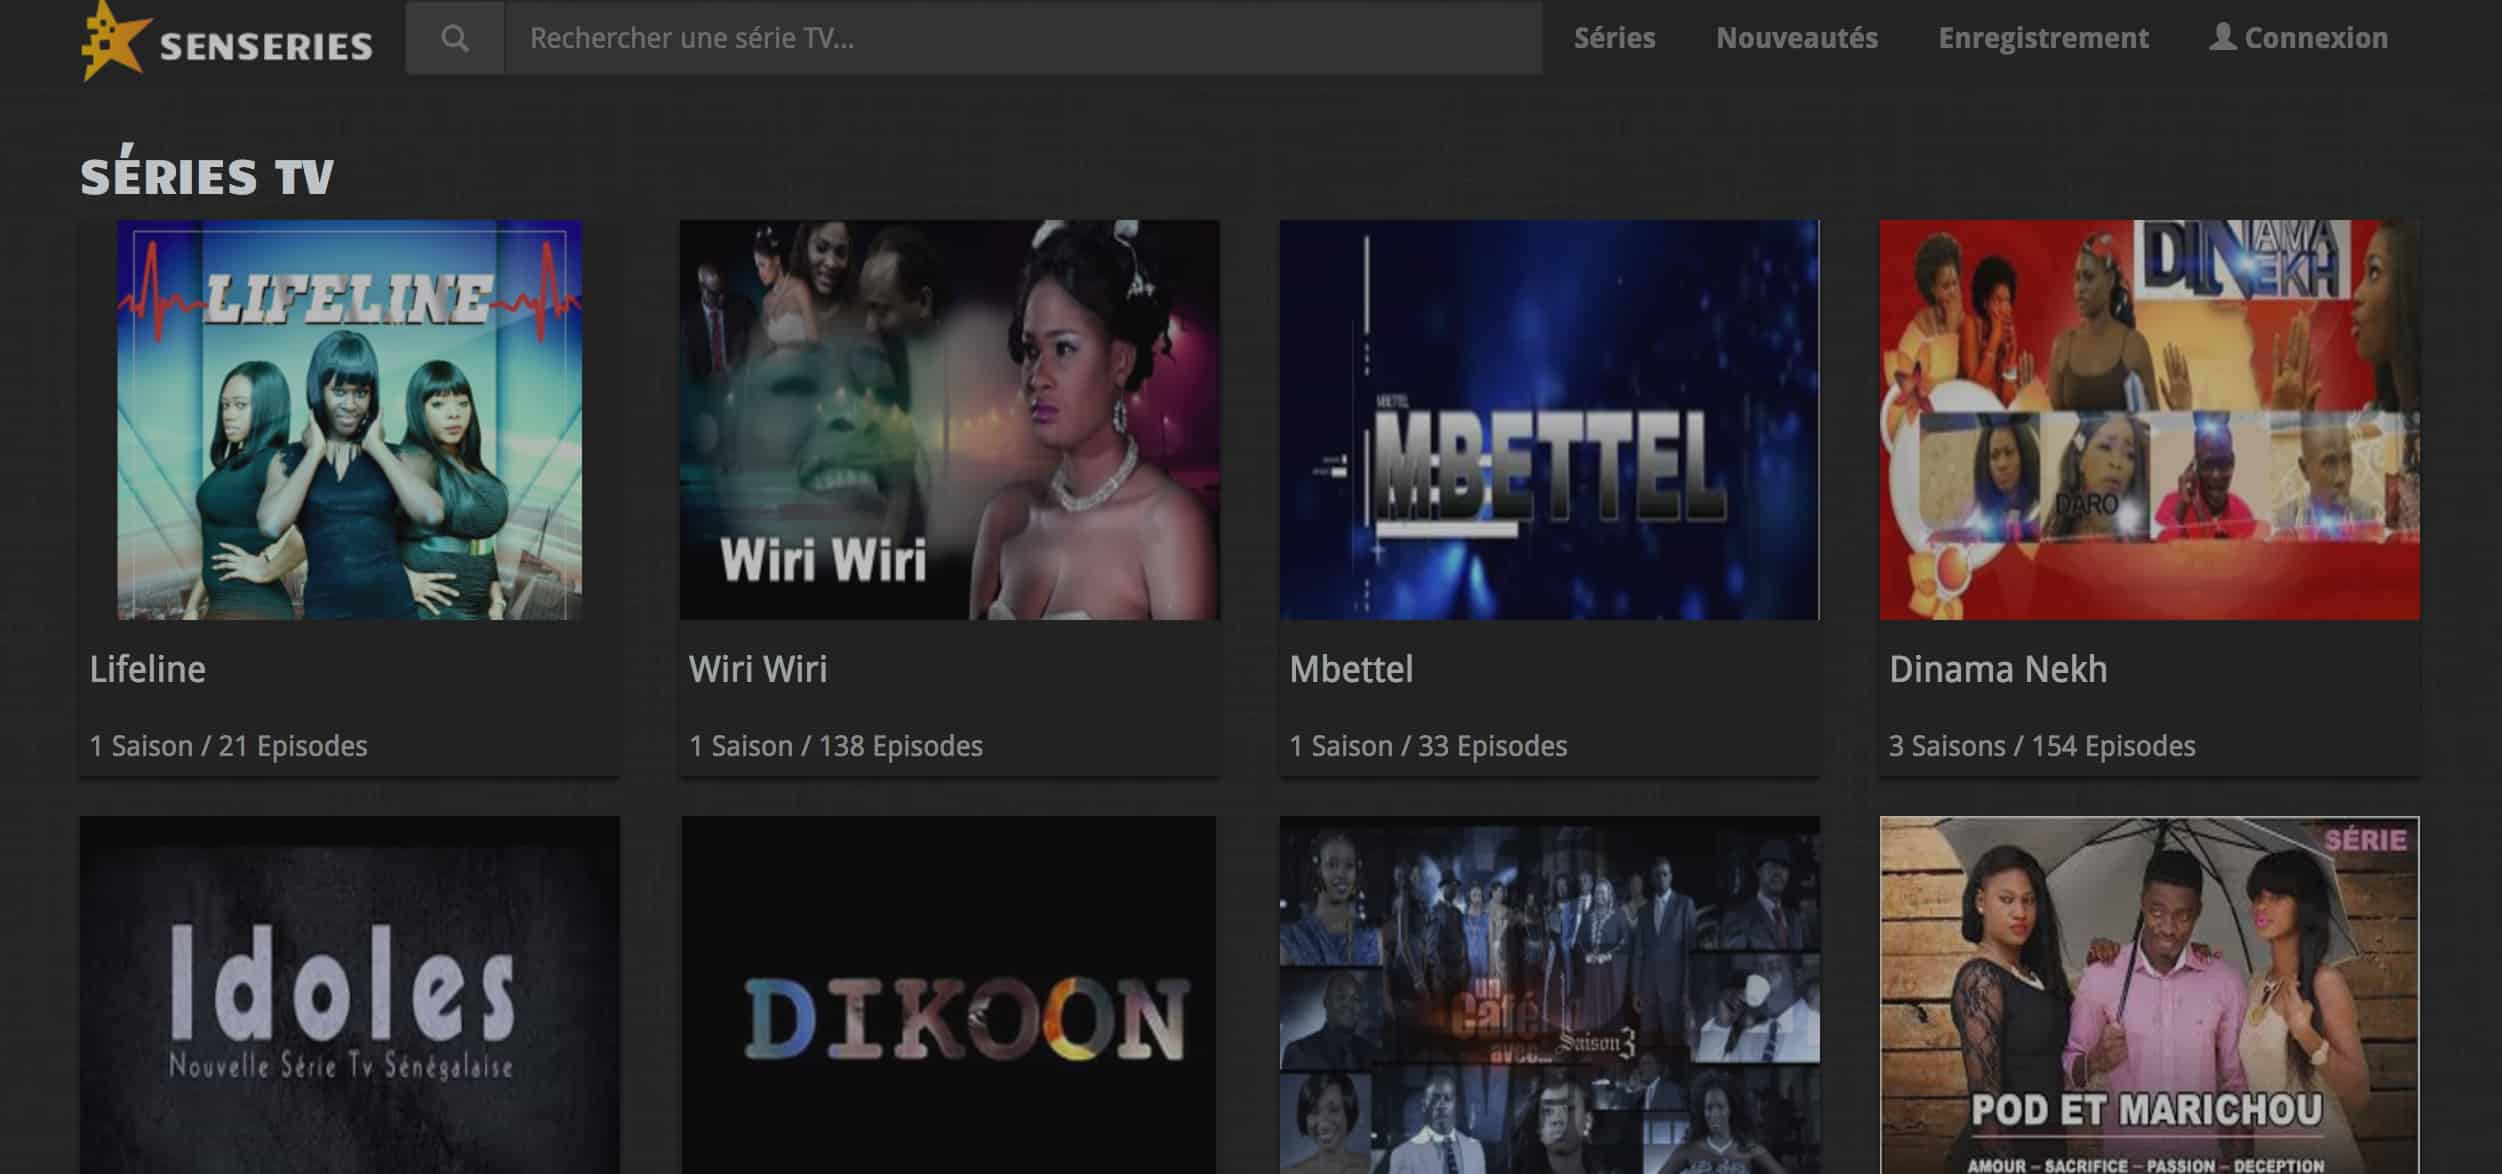 SENSERIES
Rechercher une série TV...
Séries
Nouveautés
Enregistrement
Connexion
SÉRIES TV
LIFELINE
Wiri Wiri
MBETTEL
MBETTEL
DINAMA
NEKH
DARO
Lifeline
Wiri Wiri
Mbettel
Dinama Nekh
1 Saison / 21 Episodes
1 Saison / 138 Episodes
1 Saison / 33 Episodes
3 Saisons / 154 Episodes
Idoles
Nouvelle Série Tv Sénégalaise
DIKOON
un
Café
avec...
Saison 3
SÉRIE
POD ET MARICHOU
AMOUR – SACRIFICE – PASSION – DECEPTION